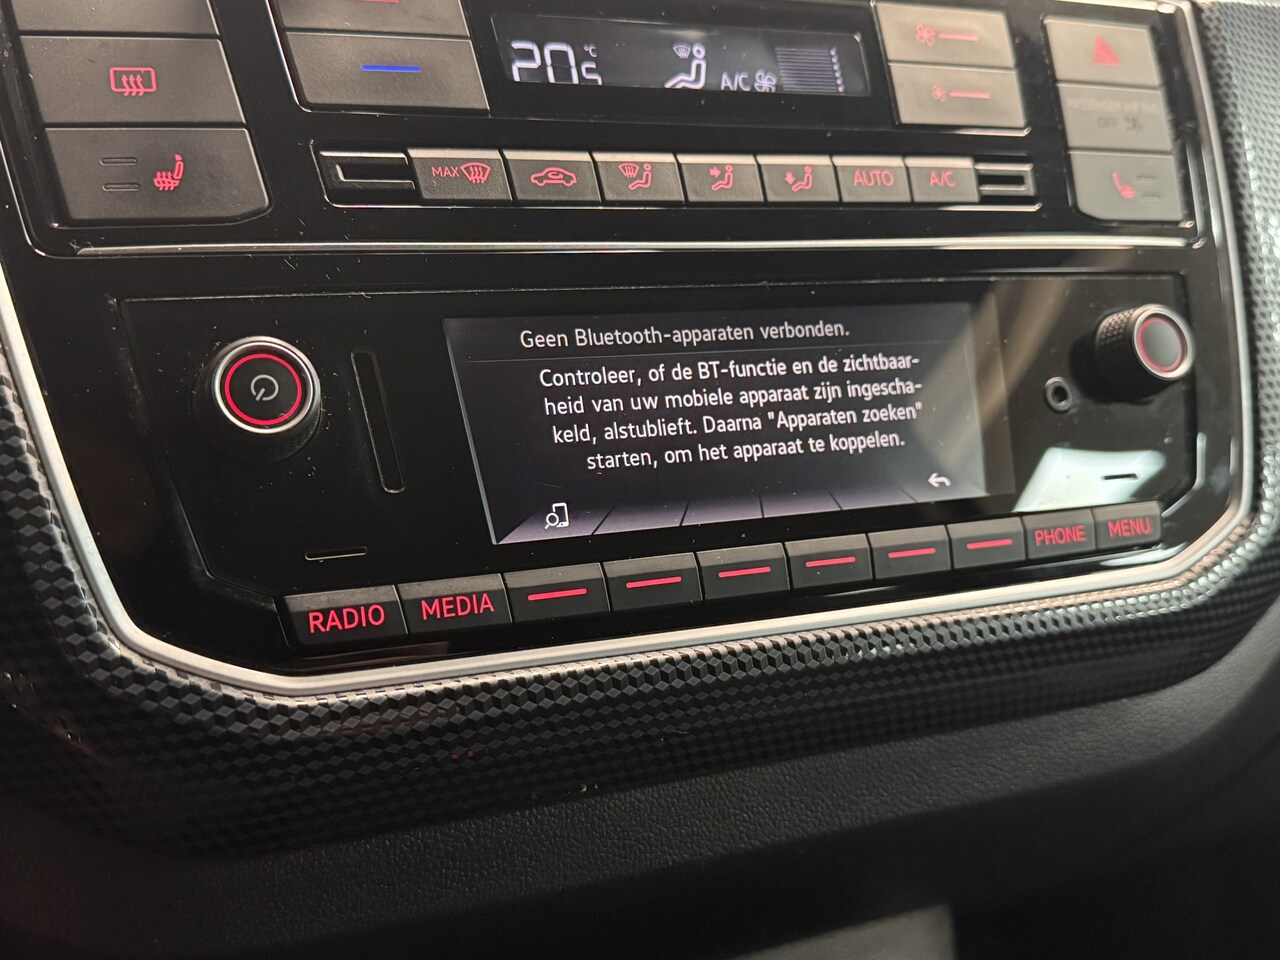 20.5 °C
A/C
MAX
AUTO
A/C
Geen Bluetooth-apparaten verbonden.
Controleer, of de BT-functie en de zichtbaar-
heid van uw mobiele apparaat zijn ingescha-
keld, alstublieft. Daarna "Apparaten zoeken"
starten, om het apparaat te koppelen.
RADIO
MEDIA
PHONE
MENU